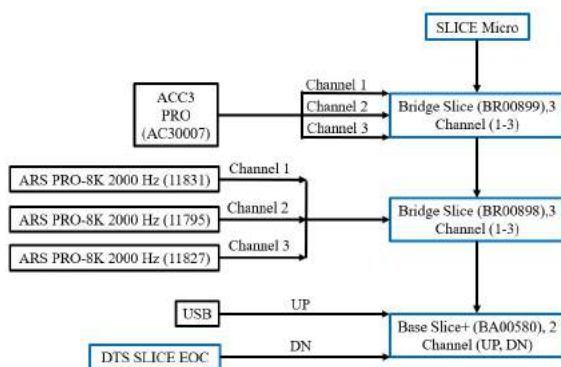 SLICE Micro
Channel 1
ACC3
PRO
(AC30007)
Channel 2
Channel 3
Bridge Slice (BR00899),3
Channel (1-3)
Channel 1
ARS PRO-8K 2000 Hz (11831)
Channel 2
ARS PRO-8K 2000 Hz (11795)
Channel 3
ARS PRO-8K 2000 Hz (11827)
Bridge Slice (BR00898),3
Channel (1-3)
USB
UP
Base Slice+ (BA00580), 2
Channel (UP, DN)
DN
DTS SLICE EOC